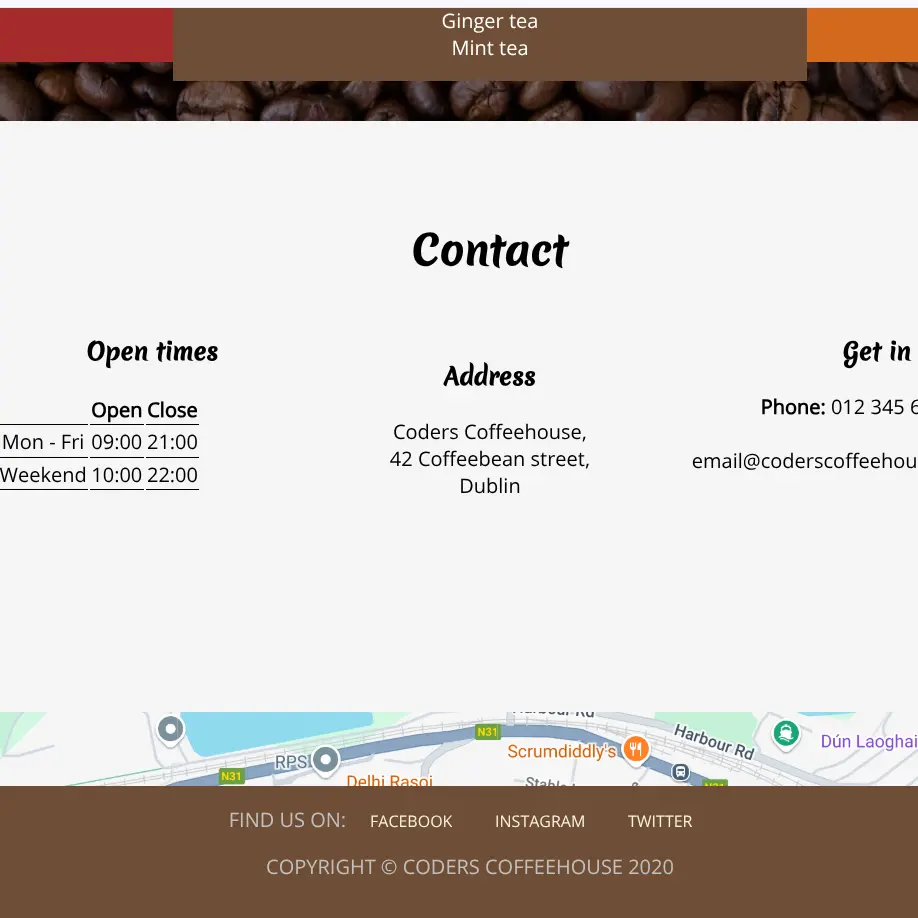 Ginger tea
Mint tea
Contact
Open times
Open Close
Mon - Fri 09:00 21:00
Weekend 10:00 22:00
Address
Coders Coffeehouse,
42 Coffeebean street,
Dublin
Get in
Phone: 012 345 6
email@coderscoffeehou
Harbour Rd
N31
Harbour Rd
Scrumdiddly's
Dún Laoghai
RPSI
N31
Delhi Rasoi
N31
FIND US ON: FACEBOOK INSTAGRAM TWITTER
COPYRIGHT © CODERS COFFEEHOUSE 2020